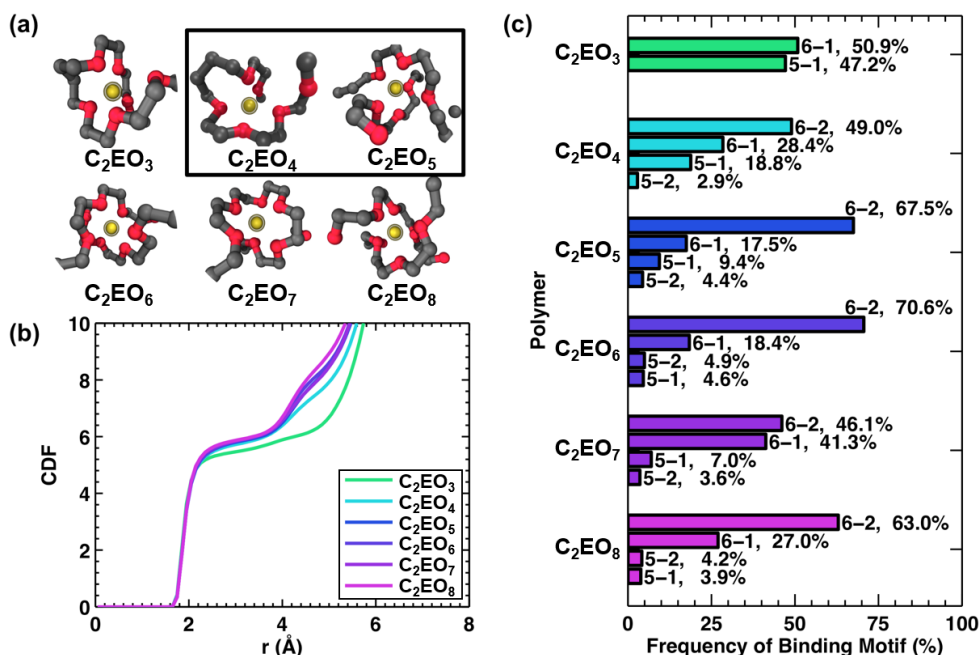 (a)
C₂EO₃
C₂EO₄
C₂EO₅
C₂EO₆
C₂EO₇
C₂EO₈
(b)
CDF
10
8
6
4
2
0
0 2 4 6 8
r (Å)
C₂EO₃
C₂EO₄
C₂EO₅
C₂EO₆
C₂EO₇
C₂EO₈
(c)
Polymer
C₂EO₃
6–1, 50.9%
5–1, 47.2%
C₂EO₄
6–2, 49.0%
6–1, 28.4%
5–1, 18.8%
5–2, 2.9%
C₂EO₅
6–2, 67.5%
6–1, 17.5%
5–1, 9.4%
5–2, 4.4%
C₂EO₆
6–2, 70.6%
6–1, 18.4%
5–2, 4.9%
5–1, 4.6%
C₂EO₇
6–2, 46.1%
6–1, 41.3%
5–1, 7.0%
5–2, 3.6%
C₂EO₈
6–2, 63.0%
6–1, 27.0%
5–2, 4.2%
5–1, 3.9%
0 25 50 75 100
Frequency of Binding Motif (%)